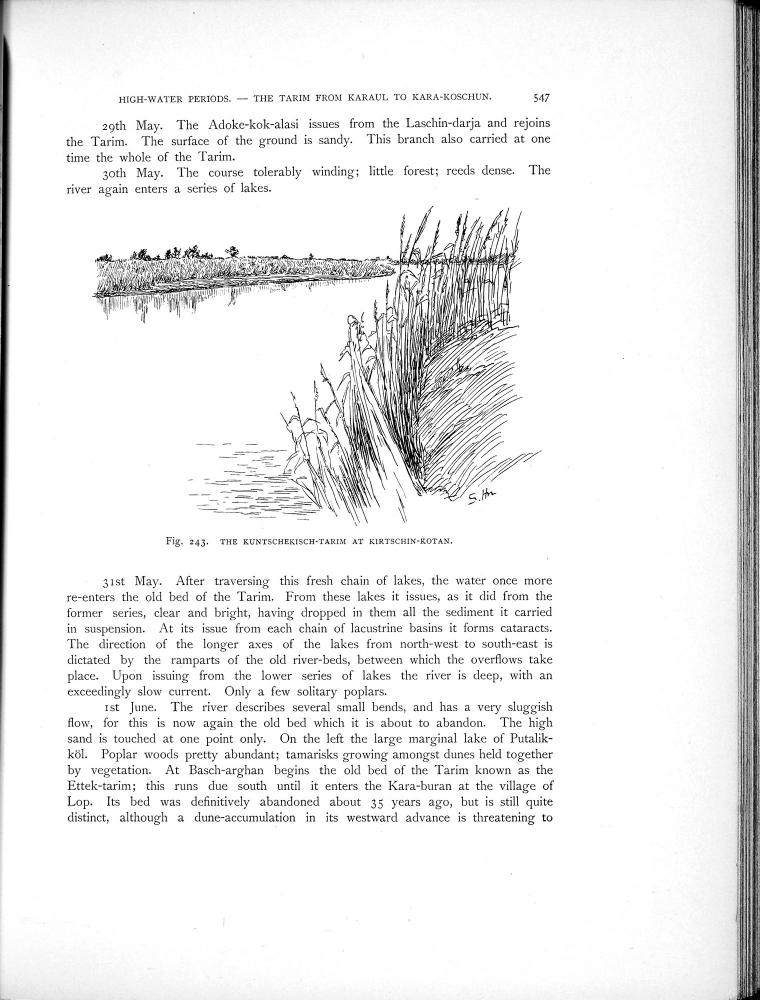 HIGH-WATER PERIODS. — THE TARIM FROM KARAUL TO KARA-KOSCHUN. 547
29th May. The Adoke-kok-alasi issues from the Laschin-darja and rejoins
the Tarim. The surface of the ground is sandy. This branch also carried at one
time the whole of the Tarim.
30th May. The course tolerably winding; little forest; reeds dense. The
river again enters a series of lakes.
S. Hn
Fig. 243. THE KUNTSCHEKISCH-TARIM AT KIRTSCHIN-KOTAN.
31st May. After traversing this fresh chain of lakes, the water once more
re-enters the old bed of the Tarim. From these lakes it issues, as it did from the
former series, clear and bright, having dropped in them all the sediment it carried
in suspension. At its issue from each chain of lacustrine basins it forms cataracts.
The direction of the longer axes of the lakes from north-west to south-east is
dictated by the ramparts of the old river-beds, between which the overflows take
place. Upon issuing from the lower series of lakes the river is deep, with an
exceedingly slow current. Only a few solitary poplars.
1st June. The river describes several small bends, and has a very sluggish
flow, for this is now again the old bed which it is about to abandon. The high
sand is touched at one point only. On the left the large marginal lake of Putalik-
köl. Poplar woods pretty abundant; tamarisks growing amongst dunes held together
by vegetation. At Basch-arghan begins the old bed of the Tarim known as the
Ettek-tarim; this runs due south until it enters the Kara-buran at the village of
Lop. Its bed was definitively abandoned about 35 years ago, but is still quite
distinct, although a dune-accumulation in its westward advance is threatening to